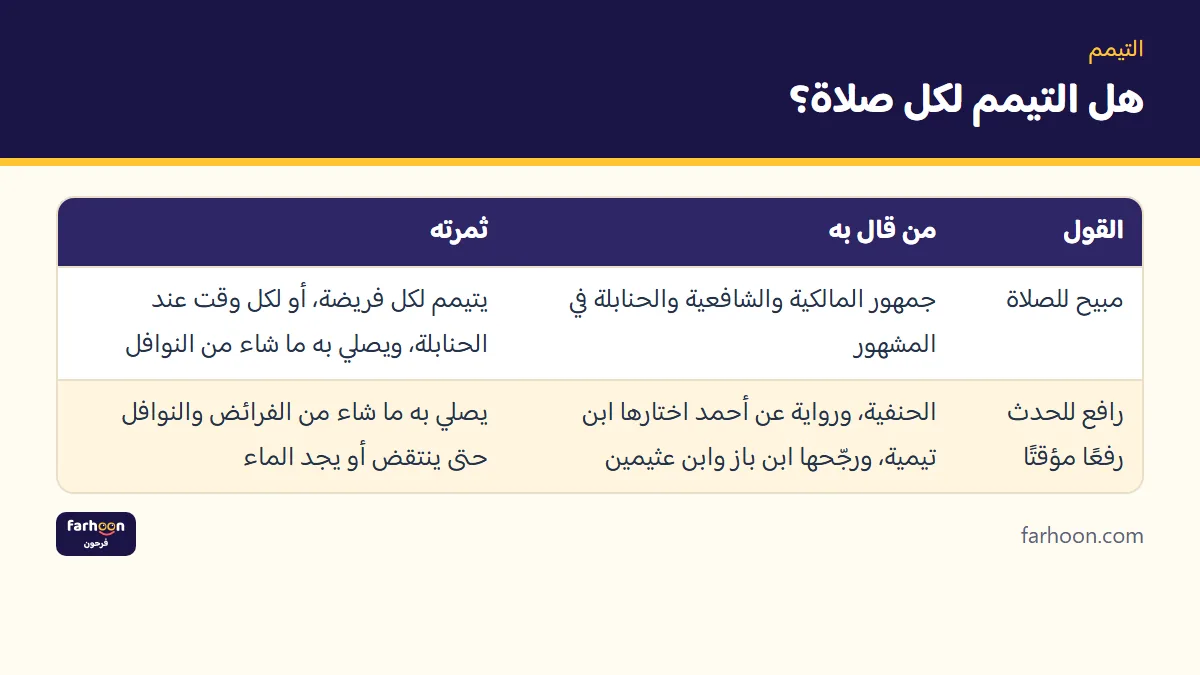 التيمم
هل التيمم لكل صلاة؟
القول
من قال به
ثمرته
مبيح للصلاة
جمهور المالكية والشافعية والحنابلة في
المشهور
يتيمم لكل فريضة، أو لكل وقت عند
الحنابلة، ويصلي به ما شاء من النوافل
رافع للحدث
رفعًا مؤقتًا
الحنفية، ورواية عن أحمد اختارها ابن
تيمية، ورجّحها ابن باز وابن عثيمين
يصلي به ما شاء من الفرائض والنوافل
حتى ينتقض أو يجد الماء
farhoon.com
farhoon
فرحون